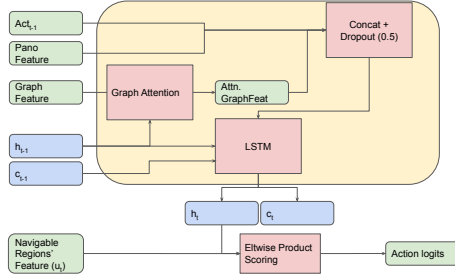 Act_{t-1}
Pano
Feature
Graph
Feature
h_{t-1}
c_{t-1}
Graph Attention
Attn.
GraphFeat
Concat +
Dropout (0.5)
LSTM
h_t
c_t
Navigable
Regions'
Feature (u_t)
Eltwise Product
Scoring
Action logits